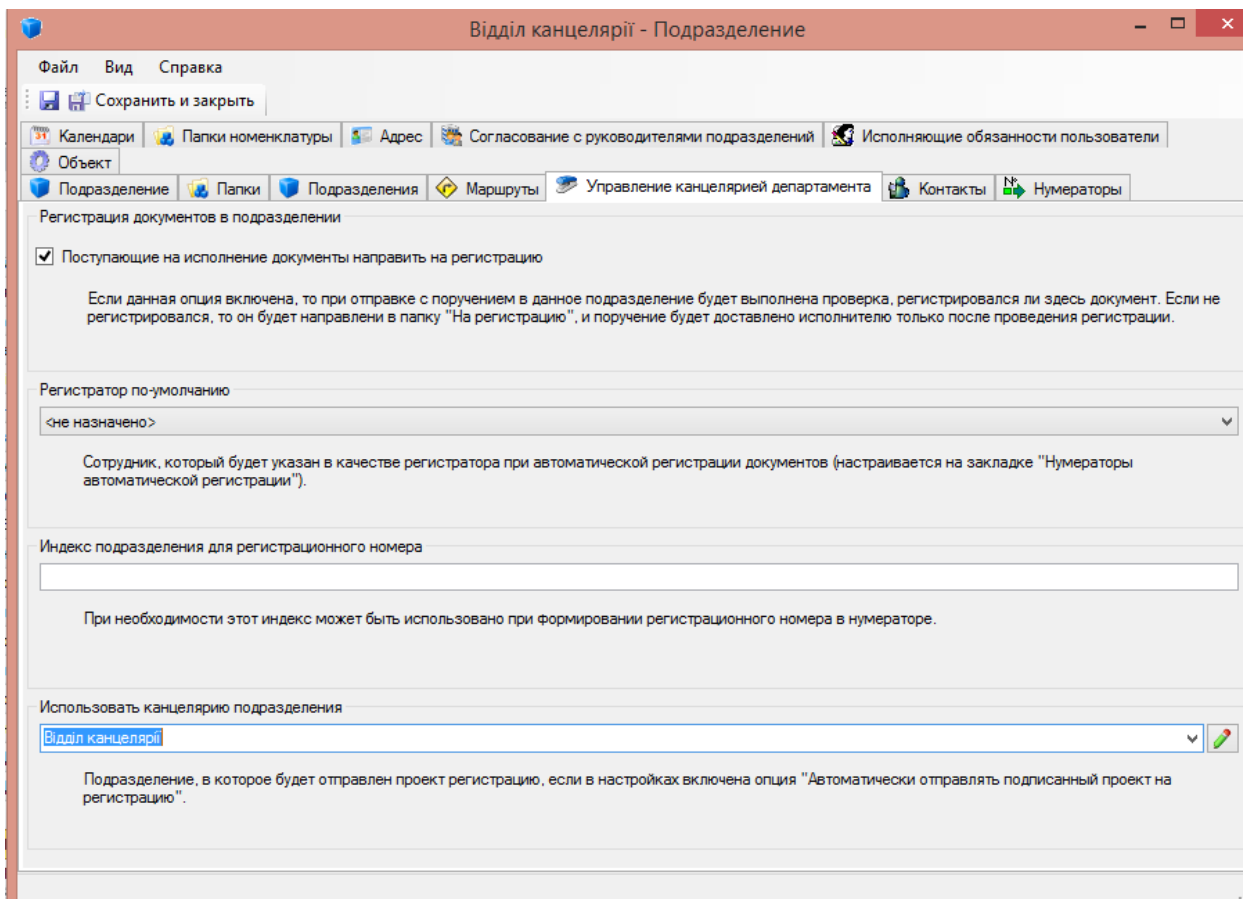 Відділ канцелярії - Подразделение
Файл Вид Справка
Сохранить и закрыть
Календари Папки номенклатуры Адрес Согласование с руководителями подразделений Исполняющие обязанности пользователи
Объект
Подразделение Папки Подразделения Маршруты Управление канцелярией департамента Контакты Нумераторы
Регистрация документов в подразделении
Поступающие на исполнение документы направить на регистрацию
Если данная опция включена, то при отправке с поручением в данное подразделение будет выполнена проверка, регистрировался ли здесь документ. Если не
регистрировался, то он будет направлени в папку "На регистрацию", и поручение будет доставлено исполнителю только после проведения регистрации.
Регистратор по-умолчанию
<не назначено>
Сотрудник, который будет указан в качестве регистратора при автоматической регистрации документов (настраивается на закладке "Нумераторы
автоматической регистрации").
Индекс подразделения для регистрационного номера
При необходимости этот индекс может быть использовано при формировании регистрационного номера в нумераторе.
Использовать канцелярию подразделения
Відділ канцелярії
Подразделение, в которое будет отправлен проект регистрацию, если в настройках включена опция "Автоматически отправлять подписанный проект на
регистрацию".